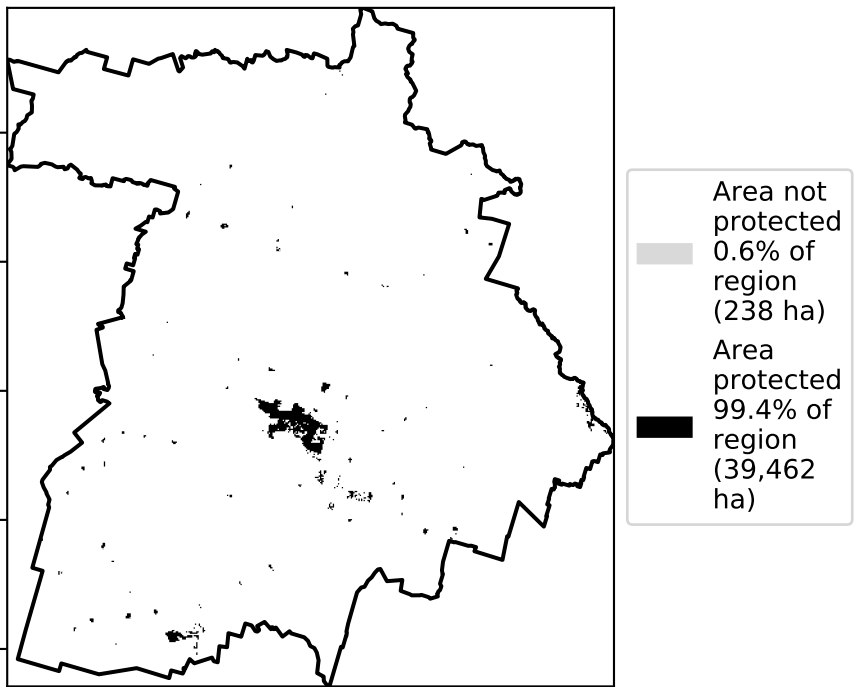 Area not
protected
0.6% of
region
(238 ha)
Area
protected
99.4% of
region
(39,462
ha)